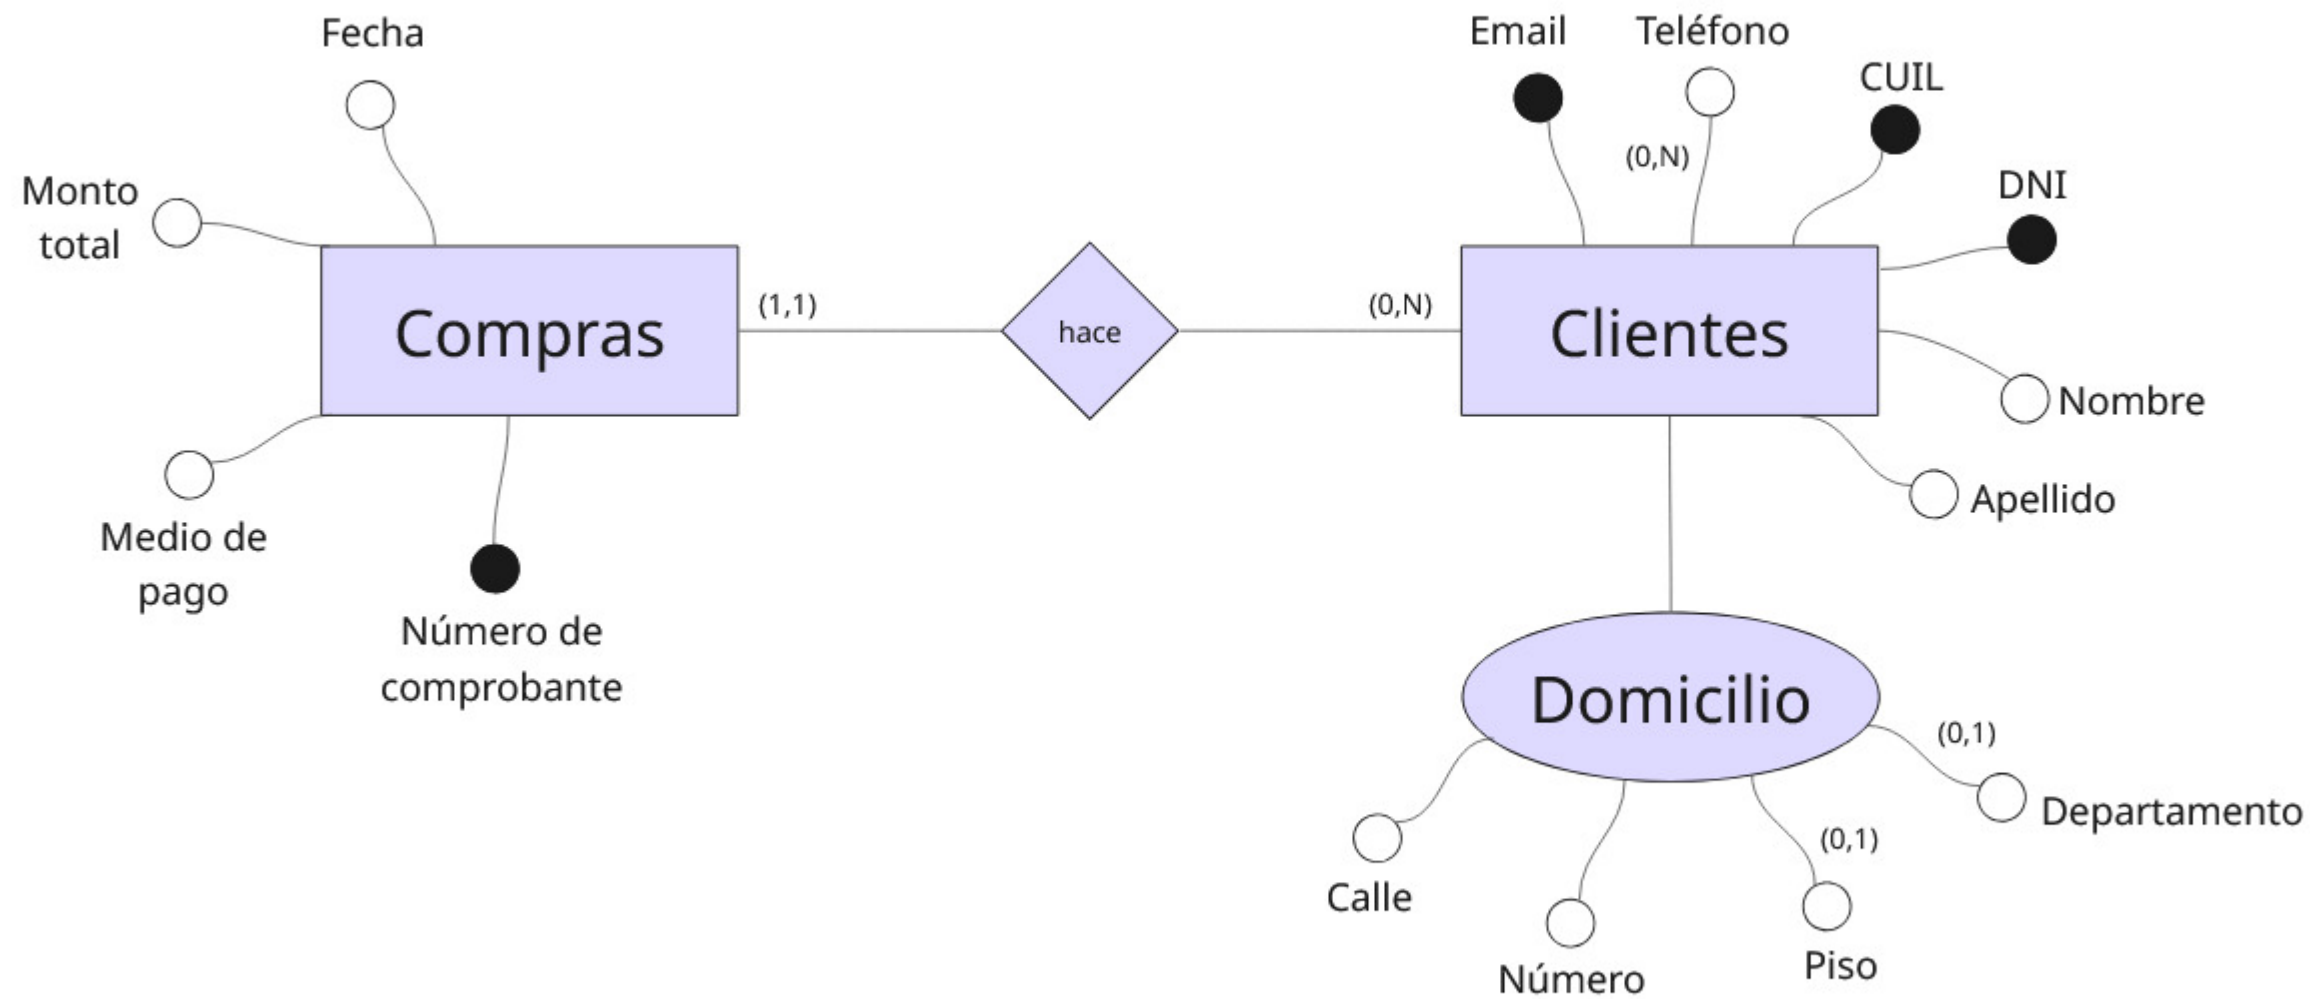 Fecha
Monto
total
Compras
(1,1)
hace
(0,N)
Medio de
pago
Número de
comprobante
Email
Teléfono
(0,N)
CUIL
DNI
Clientes
Nombre
Apellido
Domicilio
(0,1)
Departamento
(0,1)
Calle
Número
Piso